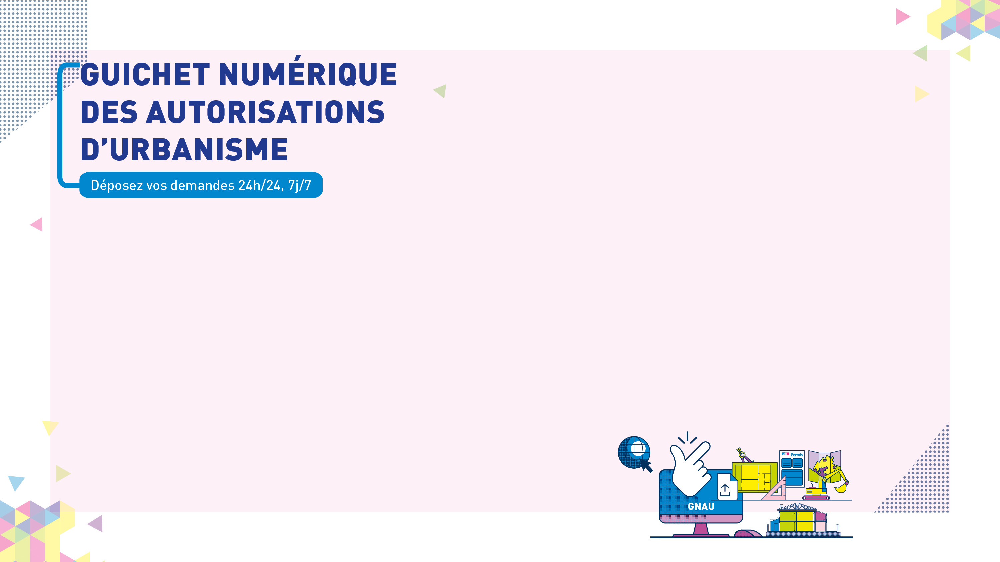 GUICHET NUMÉRIQUE
DES AUTORISATIONS
D’URBANISME
Déposez vos demandes 24h/24, 7j/7
Permis
GNAU